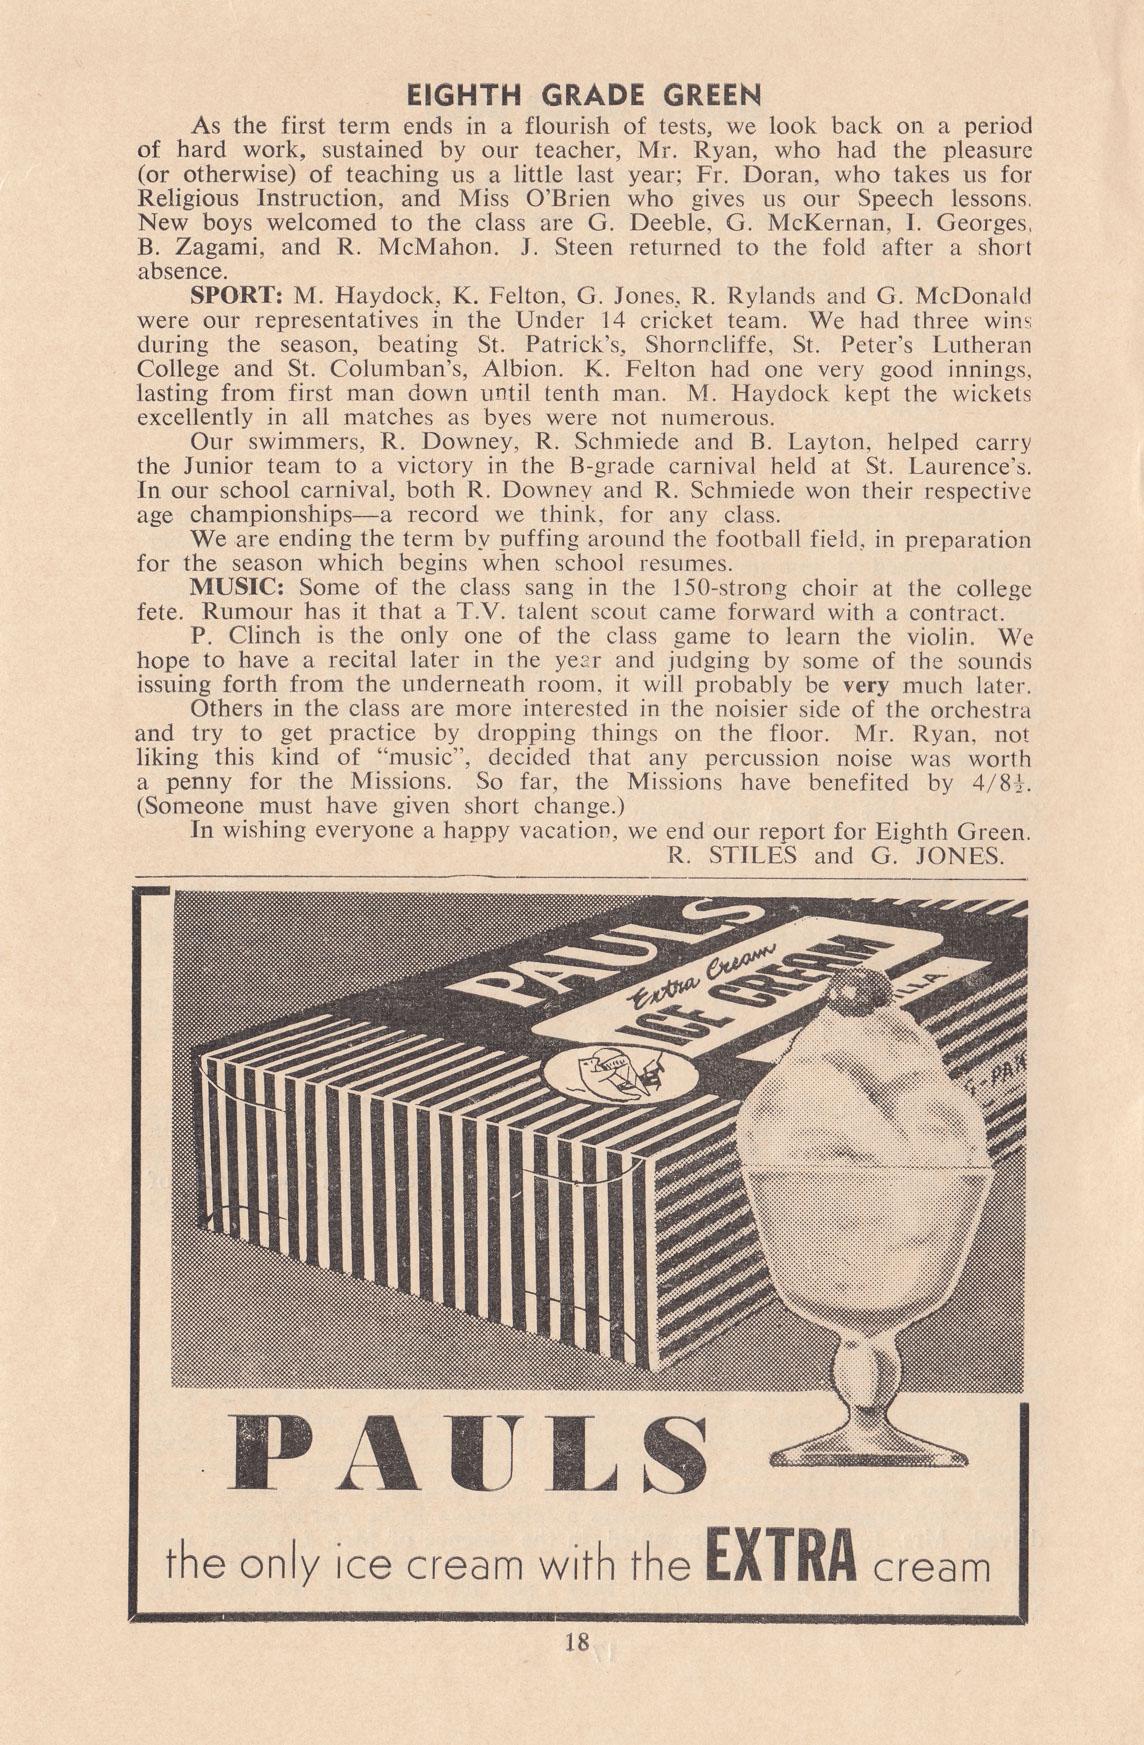 EIGHTH GRADE GREEN
As the first term ends in a flourish of tests, we look back on a period
of hard work, sustained by our teacher, Mr. Ryan, who had the pleasure
(or otherwise) of teaching us a little last year; Fr. Doran, who takes us for
Religious Instruction, and Miss O'Brien who gives us our Speech lessons.
New boys welcomed to the class are G. Deeble, G. McKernan, I. Georges,
B. Zagami, and R. McMahon. J. Steen returned to the fold after a short
absence.
SPORT: M. Haydock, K. Felton, G. Jones, R. Rylands and G. McDonald
were our representatives in the Under 14 cricket team. We had three wins
during the season, beating St. Patrick's, Shorncliffe, St. Peter's Lutheran
College and St. Columban's, Albion. K. Felton had one very good innings,
lasting from first man down until tenth man. M. Haydock kept the wickets
excellently in all matches as byes were not numerous.
Our swimmers, R. Downey, R. Schmiede and B. Layton, helped carry
the Junior team to a victory in the B-grade carnival held at St. Laurence's.
In our school carnival, both R. Downey and R. Schmiede won their respective
age championships—a record we think, for any class.
We are ending the term by puffing around the football field, in preparation
for the season which begins when school resumes.
MUSIC: Some of the class sang in the 150-strong choir at the college
fete. Rumour has it that a T.V. talent scout came forward with a contract.
P. Clinch is the only one of the class game to learn the violin. We
hope to have a recital later in the year and judging by some of the sounds
issuing forth from the underneath room, it will probably be very much later.
Others in the class are more interested in the noisier side of the orchestra
and try to get practice by dropping things on the floor. Mr. Ryan, not
liking this kind of "music", decided that any percussion noise was worth
a penny for the Missions. So far, the Missions have benefited by 4/8½.
(Someone must have given short change.)
In wishing everyone a happy vacation, we end our report for Eighth Green.
R. STILES and G. JONES.
PAULS
Extra Cream
ICE CREAM
PAULS
the only ice cream with the EXTRA cream
18